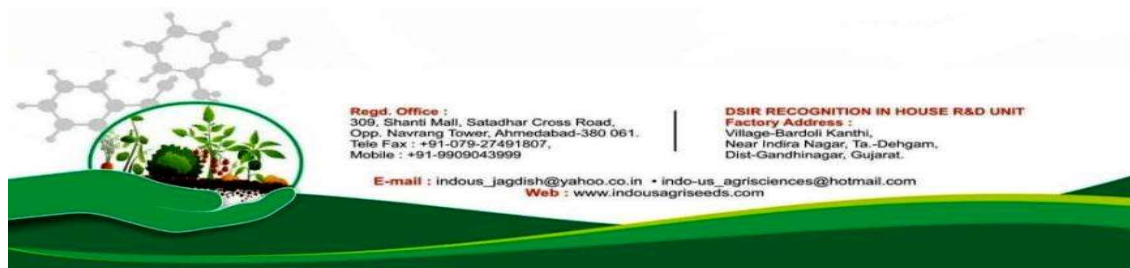 Regd. Office :
309, Shanti Mall, Satadhar Cross Road,
Opp. Navrang Tower, Ahmedabad-380 061.
Tele Fax : +91-079-27491807,
Mobile : +91-9909043999
DSIR RECOGNITION IN HOUSE R&D UNIT
Factory Address :
Village-Bardoli Kanthi,
Near Indira Nagar, Ta.-Dehgam,
Dist-Gandhinagar, Gujarat.
E-mail : indous_jagdish@yahoo.co.in • indo-us_agrisciences@hotmail.com
Web : www.indousagriseeds.com